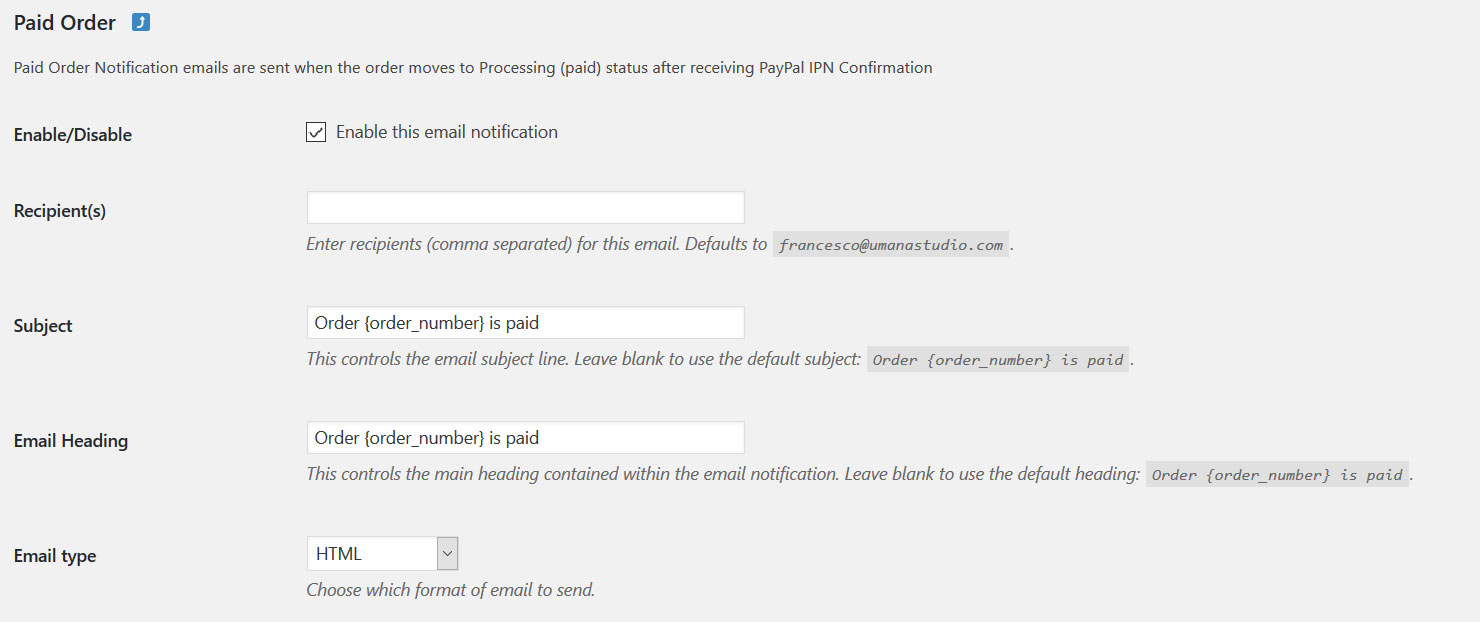 Paid Order
Paid Order Notification emails are sent when the order moves to Processing (paid) status after receiving PayPal IPN Confirmation
Enable/Disable
Enable this email notification
Recipient(s)
Enter recipients (comma separated) for this email. Defaults to francesco@umanastudio.com.
Subject
Order {order_number} is paid
This controls the email subject line. Leave blank to use the default subject: Order {order_number} is paid.
Email Heading
Order {order_number} is paid
This controls the main heading contained within the email notification. Leave blank to use the default heading: Order {order_number} is paid.
Email type
HTML
Choose which format of email to send.